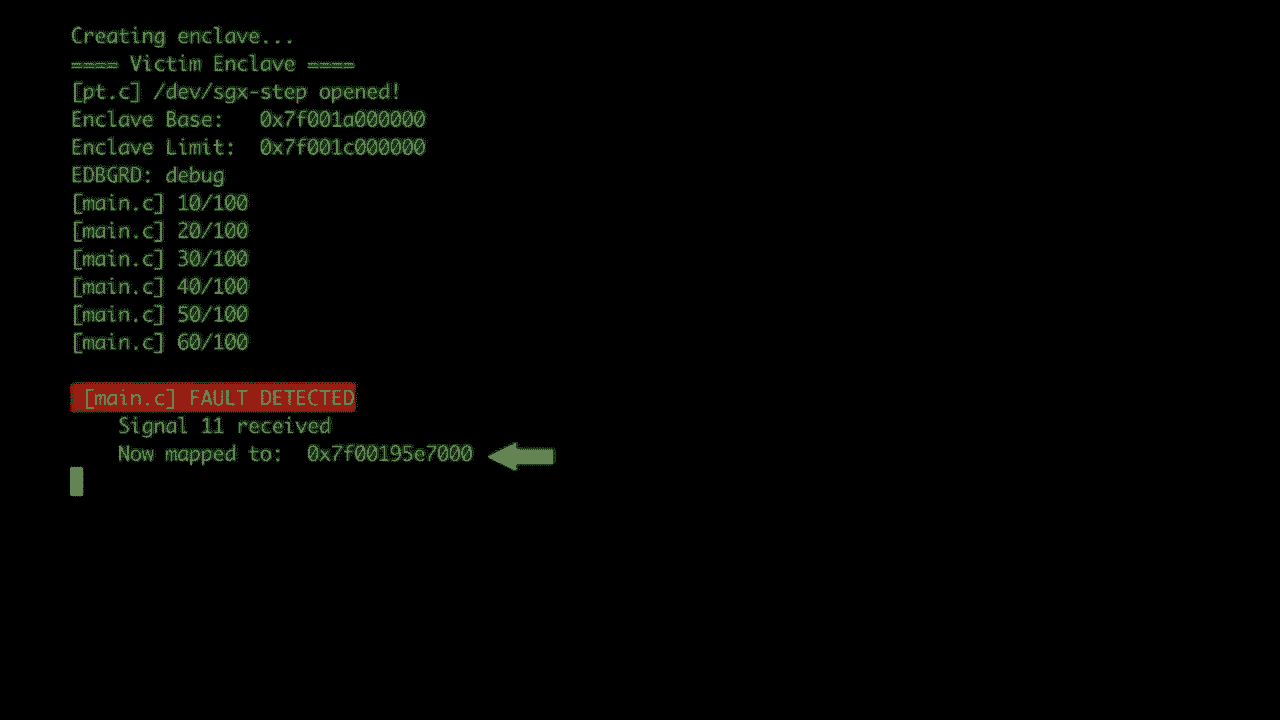 Creating enclave...
==== Victim Enclave ====
[pt.c] /dev/sgx-step opened!
Enclave Base:   0x7f001a000000
Enclave Limit:  0x7f001c000000
EDBGRD: debug
[main.c] 10/100
[main.c] 20/100
[main.c] 30/100
[main.c] 40/100
[main.c] 50/100
[main.c] 60/100
[main.c] FAULT DETECTED
Signal 11 received
Now mapped to:  0x7f00195e7000